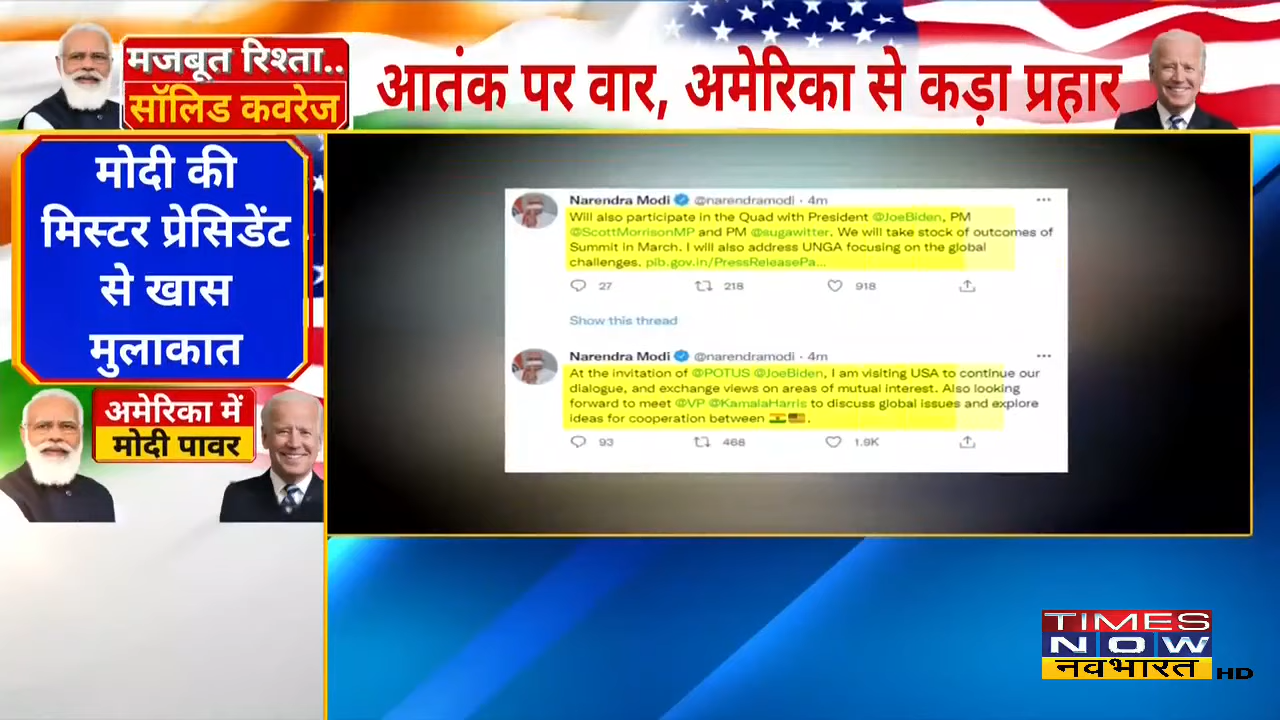 मजबूत रिश्ता..
सॉलिड कवरेज
आतंक पर वार, अमेरिका से कड़ा प्रहार
मोदी की
मिस्टर प्रेसिडेंट
से खास
मुलाकात
अमेरिका में
मोदी पावर
Narendra Modi @narendramodi · 4m
Will also participate in the Quad with President @JoeBiden, PM
@ScottMorrisonMP and PM @sugawitter. We will take stock of outcomes of
Summit in March. I will also address UNGA focusing on the global
challenges. pib.gov.in/PressReleasePa...
27 218 918
Show this thread
Narendra Modi @narendramodi · 4m
At the invitation of @POTUS @JoeBiden, I am visiting USA to continue our
dialogue, and exchange views on areas of mutual interest. Also looking
forward to meet @VP @KamalaHarris to discuss global issues and explore
ideas for cooperation between 🇮🇳🇺🇸.
93 468 1.9K
TIMES
NOW
नवभारत HD